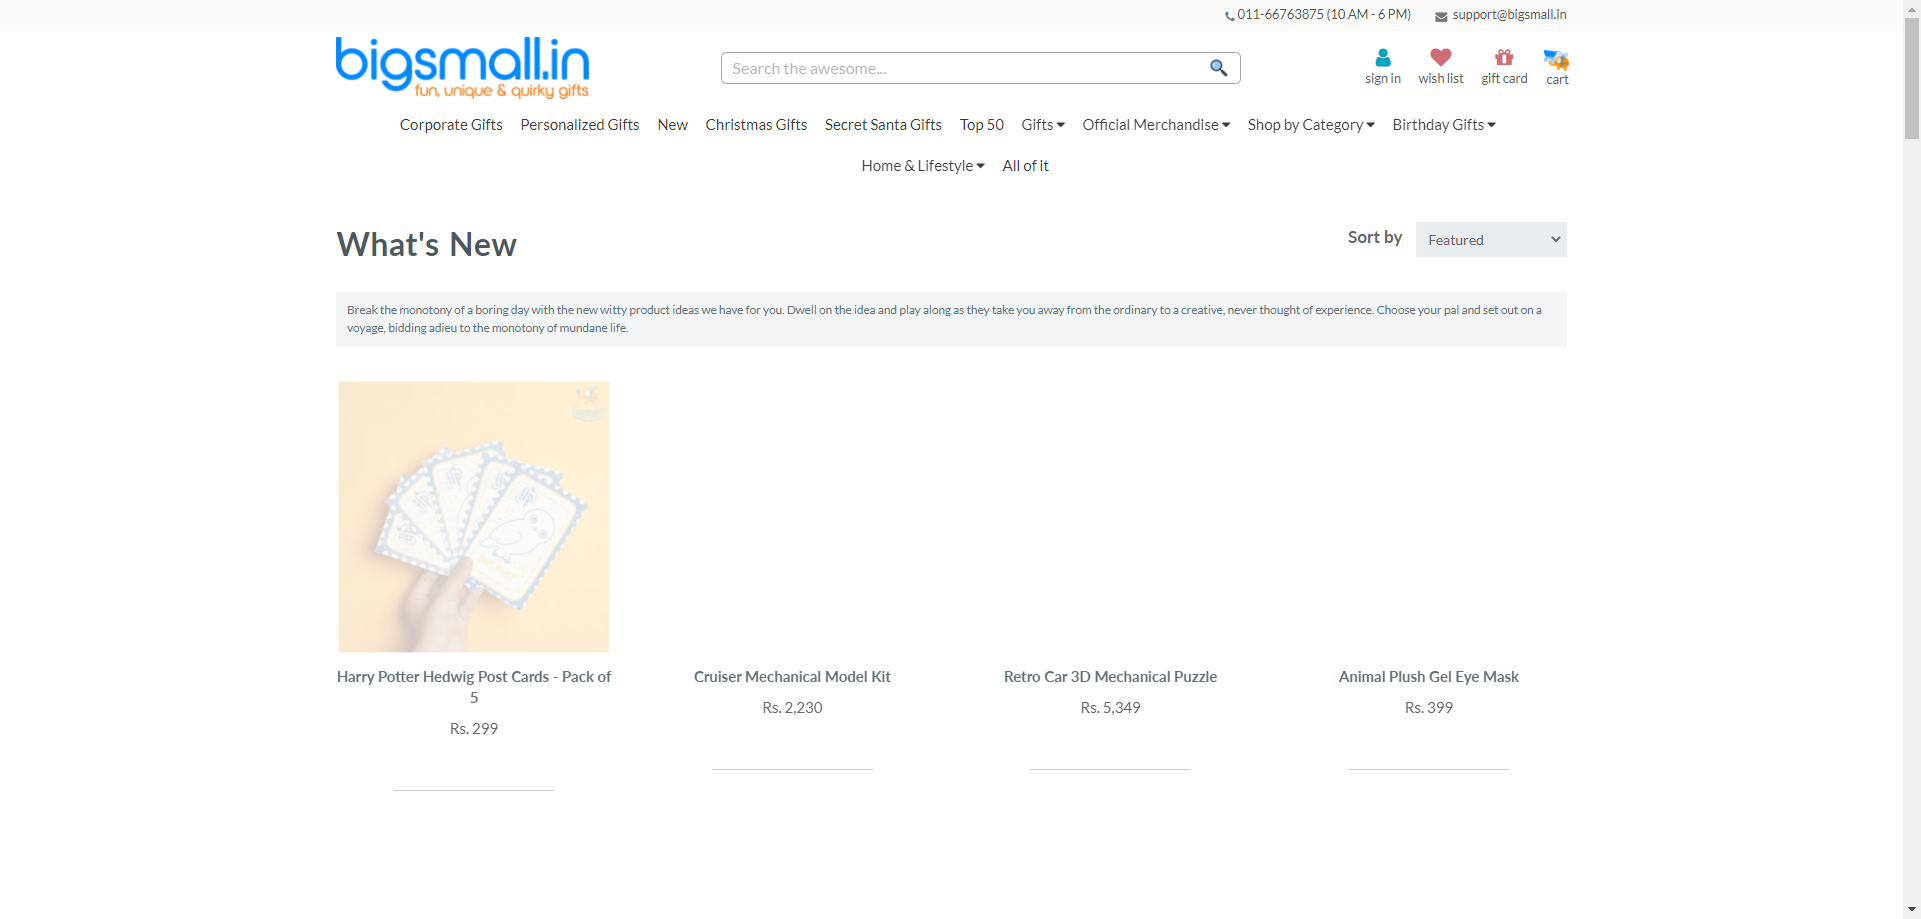 011-66763875 (10 AM - 6 PM) support@bigsmall.in
bigsmall.in
fun, unique & quirky gifts
Search the awesome...
sign in wish list gift card cart
Corporate Gifts Personalized Gifts New Christmas Gifts Secret Santa Gifts Top 50 Gifts Official Merchandise Shop by Category Birthday Gifts
Home & Lifestyle All of it
What's New
Sort by Featured
Break the monotony of a boring day with the new witty product ideas we have for you. Dwell on the idea and play along as they take you away from the ordinary to a creative, never thought of experience. Choose your pal and set out on a
voyage, bidding adieu to the monotony of mundane life.
Harry Potter Hedwig Post Cards - Pack of
5
Rs. 299
Cruiser Mechanical Model Kit
Rs. 2,230
Retro Car 3D Mechanical Puzzle
Rs. 5,349
Animal Plush Gel Eye Mask
Rs. 399